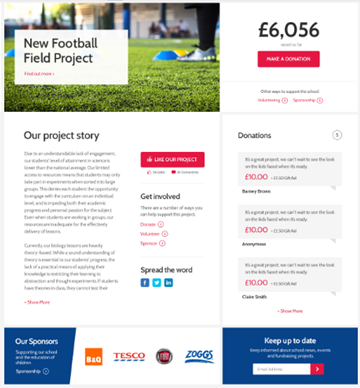 New Football
Field Project
Find out more ›
£6,056
raised so far
MAKE A DONATION
Other ways to support the school
Volunteering
Sponsorship
Our project story
Due to an understandable lack of engagement,
our students' level of attainment in science is
lower than the national average. Our limited
access to resources means that students may only
take part in experiments when sorted into large
groups. This denies each student the opportunity
to engage with the curriculum on an individual
level, and is impeding both their academic
progress and personal passion for the subject.
Even when students are working in groups, our
resources are inadequate for the effective
delivery of lessons.
Currently, our biology lessons are heavily
theory-based. While a sound understanding of
theory is essential to our students' progress, the
lack of a practical means of applying their
knowledge is restricting their learning to
abstraction and thought experiments. If students
have theories in class, they cannot test their
+ Show More
LIKE OUR PROJECT
Get involved
There are a number of ways you
can help support this project.
Donate
Volunteer
Sponsor
Spread the word
Donations
5
It's a great project, we can't wait to see the look
on the kids faced when its ready.
£10.00 + £2.50 Gift Aid
Barney Brown
It's a great project, we can't wait to see the look
on the kids faced when its ready.
£10.00 + £2.50 Gift Aid
Anonymous
It's a great project, we can't wait to see the look
on the kids faced when its ready.
£10.00 + £2.50 Gift Aid
Claire Smith
+ Show More
Our Sponsors
Supporting our school
and the education of
children
B&Q
TESCO
FIAT
ZOGGS
Keep up to date
Keep informed about school news, events
and fundraising projects.